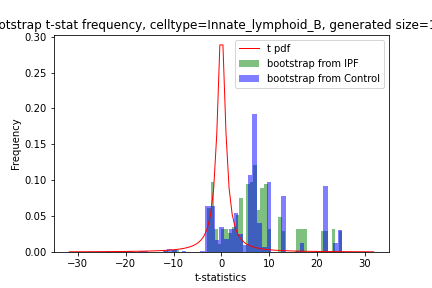 otstrap t-stat frequency, celltype=Innate_lymphoid_B, generated size=1
t pdf
bootstrap from IPF
bootstrap from Control
Frequency
0.30
0.25
0.20
0.15
0.10
0.05
0.00
−30 −20 −10 0 10 20 30
t-statistics